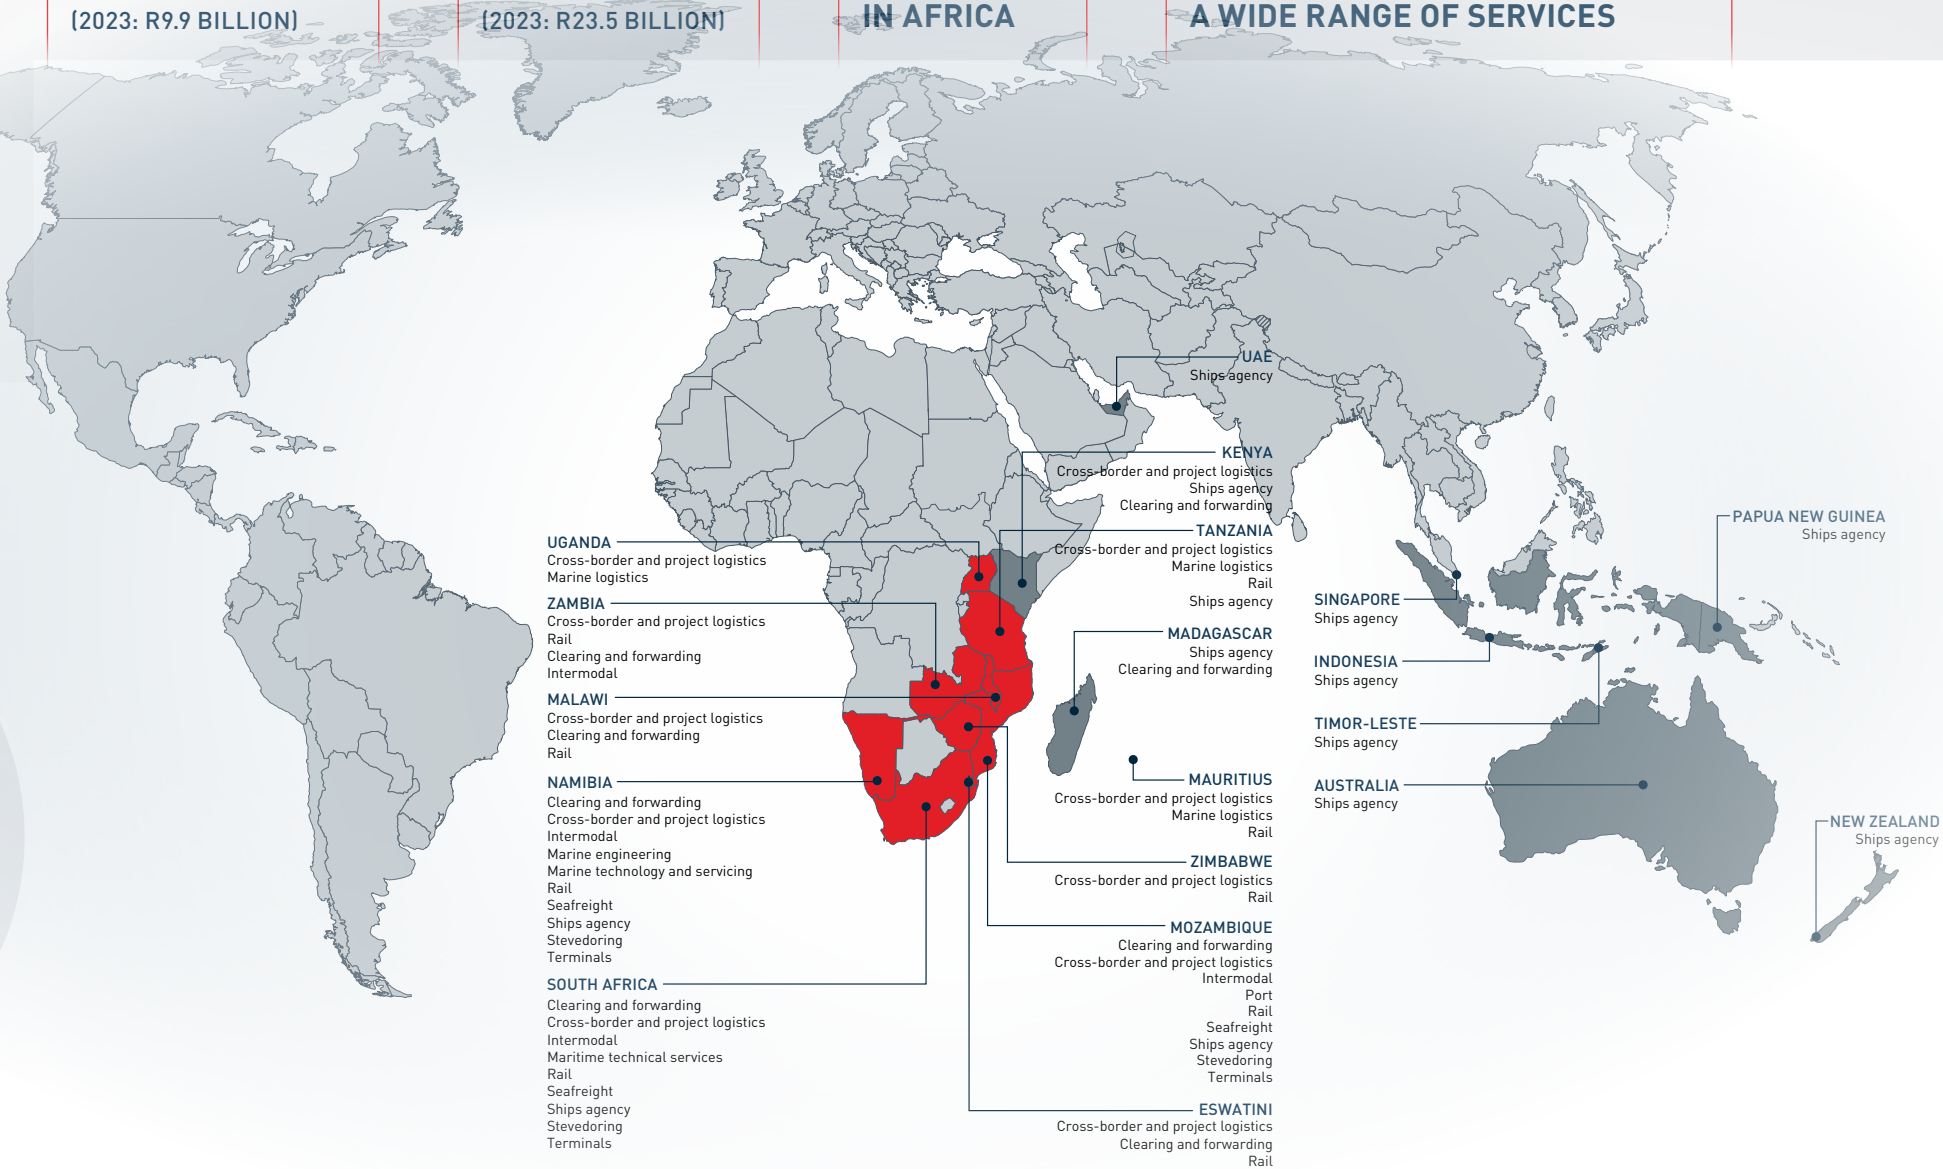 (2023: R9.9 BILLION)
(2023: R23.5 BILLION)
IN AFRICA
A WIDE RANGE OF SERVICES
UGANDA
Cross-border and project logistics
Marine logistics
ZAMBIA
Cross-border and project logistics
Rail
Clearing and forwarding
Intermodal
MALAWI
Cross-border and project logistics
Clearing and forwarding
Rail
NAMIBIA
Clearing and forwarding
Cross-border and project logistics
Intermodal
Marine engineering
Marine technology and servicing
Rail
Seafreight
Ships agency
Stevedoring
Terminals
SOUTH AFRICA
Clearing and forwarding
Cross-border and project logistics
Intermodal
Maritime technical services
Rail
Seafreight
Ships agency
Stevedoring
Terminals
UAE
Ships agency
KENYA
Cross-border and project logistics
Ships agency
Clearing and forwarding
TANZANIA
Cross-border and project logistics
Marine logistics
Rail
Ships agency
MADAGASCAR
Ships agency
Clearing and forwarding
MAURITIUS
Cross-border and project logistics
Marine logistics
Rail
ZIMBABWE
Cross-border and project logistics
Rail
MOZAMBIQUE
Clearing and forwarding
Cross-border and project logistics
Intermodal
Port
Rail
Seafreight
Ships agency
Stevedoring
Terminals
ESWATINI
Cross-border and project logistics
Clearing and forwarding
Rail
SINGAPORE
Ships agency
INDONESIA
Ships agency
TIMOR-LESTE
Ships agency
AUSTRALIA
Ships agency
PAPUA NEW GUINEA
Ships agency
NEW ZEALAND
Ships agency